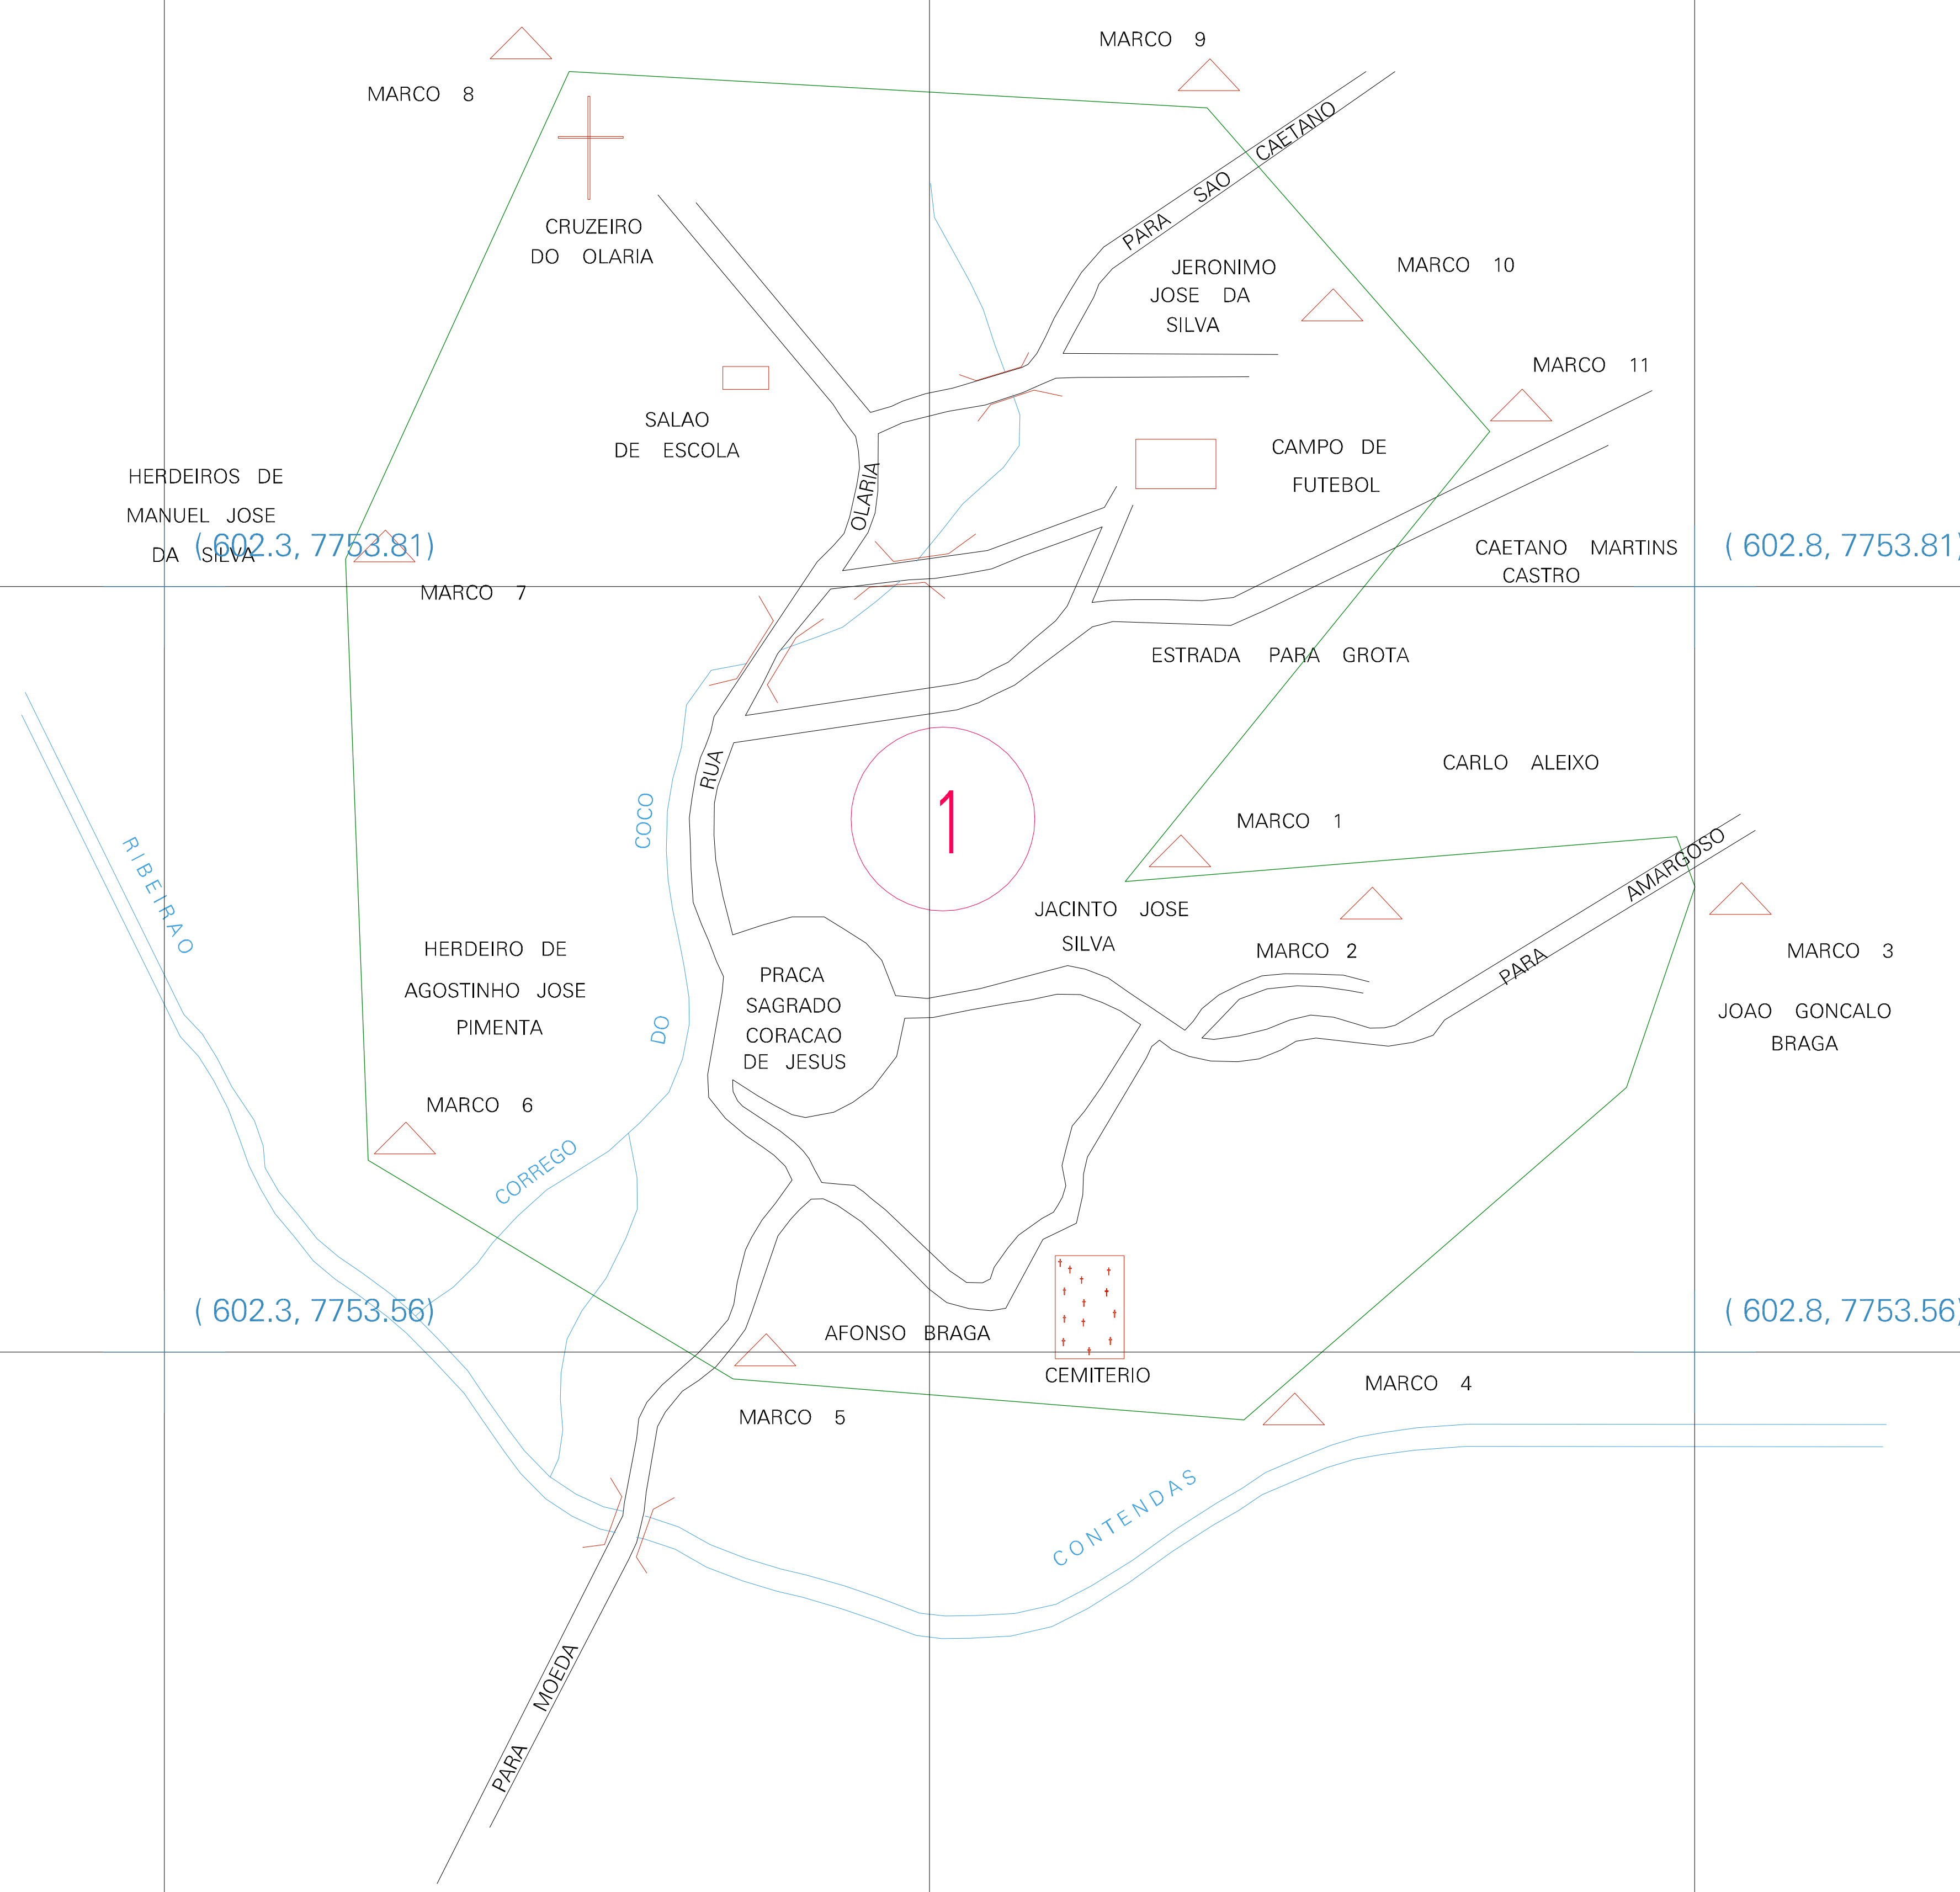 MARCO 9
MARCO 8
PARA SAO CAETANO
CRUZEIRO
DO OLARIA
JERONIMO
JOSE DA
SILVA
MARCO 10
MARCO 11
SALAO
DE ESCOLA
CAMPO DE
FUTEBOL
HERDEIROS DE
MANUEL JOSE
DA SILVA
( 602.3, 7753.81)
( 602.8, 7753.81)
CAETANO MARTINS
CASTRO
MARCO 7
ESTRADA PARA GROTA
RUA OLARIA
CARLO ALEIXO
1
MARCO 1
CORREGO DO COCO
RIBEIRAO CONTENDAS
PARA AMARGOSO
JACINTO JOSE
SILVA
MARCO 2
MARCO 3
HERDEIRO DE
AGOSTINHO JOSE
PIMENTA
PRACA
SAGRADO
CORACAO
DE JESUS
JOAO GONCALO
BRAGA
MARCO 6
( 602.3, 7753.56)
( 602.8, 7753.56)
AFONSO BRAGA
CEMITERIO
MARCO 4
MARCO 5
PARA MOEDA